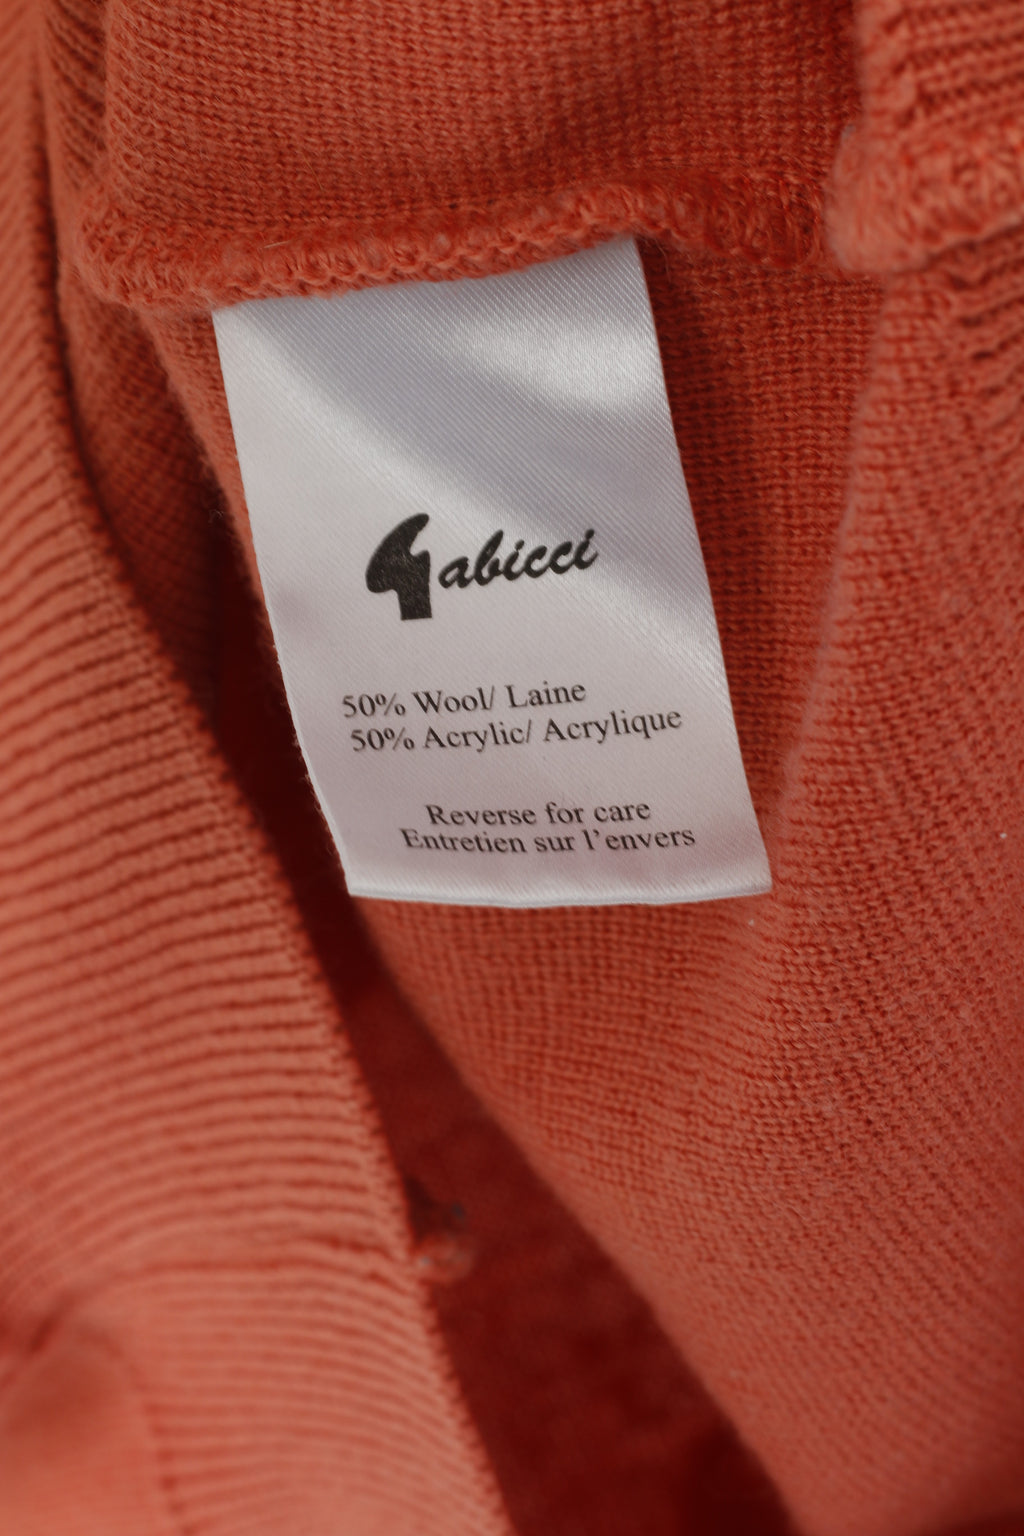 Gabicci
50% Wool/ Laine
50% Acrylic/ Acrylique
Reverse for care
Entretien sur l'envers